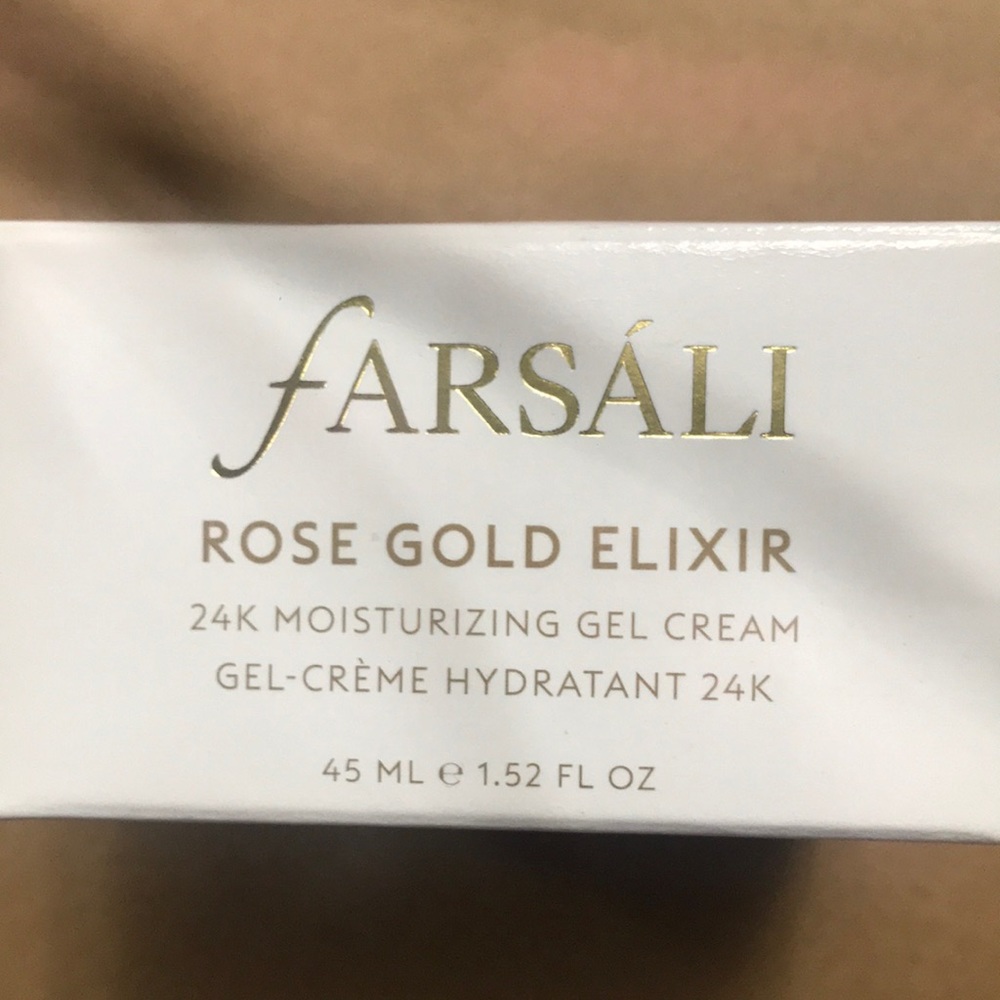 fARSÁLI
ROSE GOLD ELIXIR
24K MOISTURIZING GEL CREAM
GEL-CRÈME HYDRATANT 24K
45 ML ℮ 1.52 FL OZ